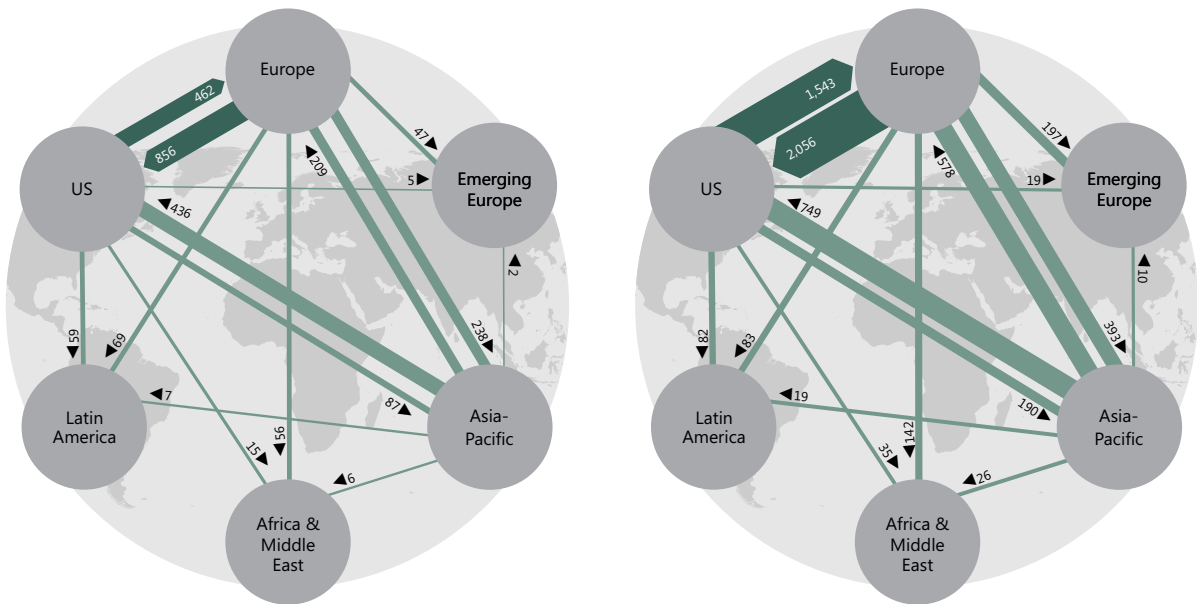 Europe
462
856
47
US
5
Emerging
Europe
209
436
2
59
69
238
7
87
Latin
America
Asia-
Pacific
15
56
6
Africa &
Middle
East
Europe
1,543
2,056
197
US
19
Emerging
Europe
578
749
10
82
83
393
19
190
Latin
America
Asia-
Pacific
35
142
26
Africa &
Middle
East